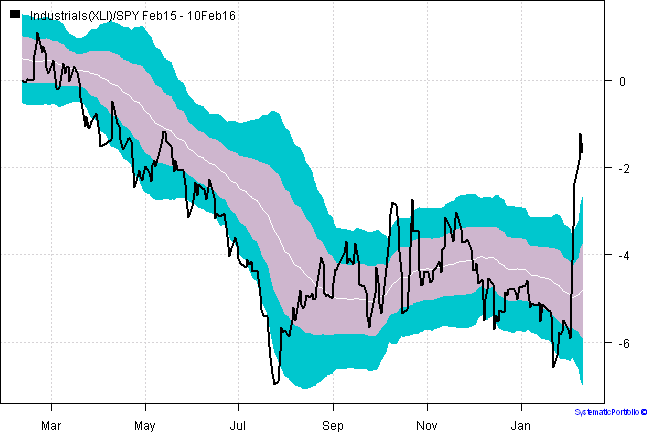 Industrials(XLI)/SPY Feb15 - 10Feb16
0
-2
-4
-6
Mar May Jul Sep Nov Jan
SystematicPortfolio ©